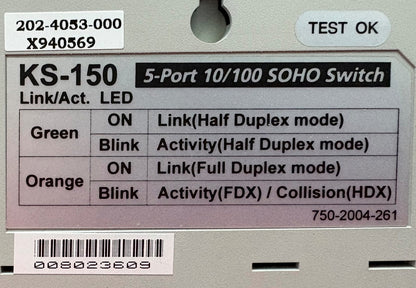 202-4053-000
X940569
TEST OK
KS-150 5-Port 10/100 SOHO Switch
Link/Act. LED
Green ON Link(Half Duplex mode)
Blink Activity(Half Duplex mode)
Orange ON Link(Full Duplex mode)
Blink Activity(FDX) / Collision(HDX)
750-2004-261
008023609